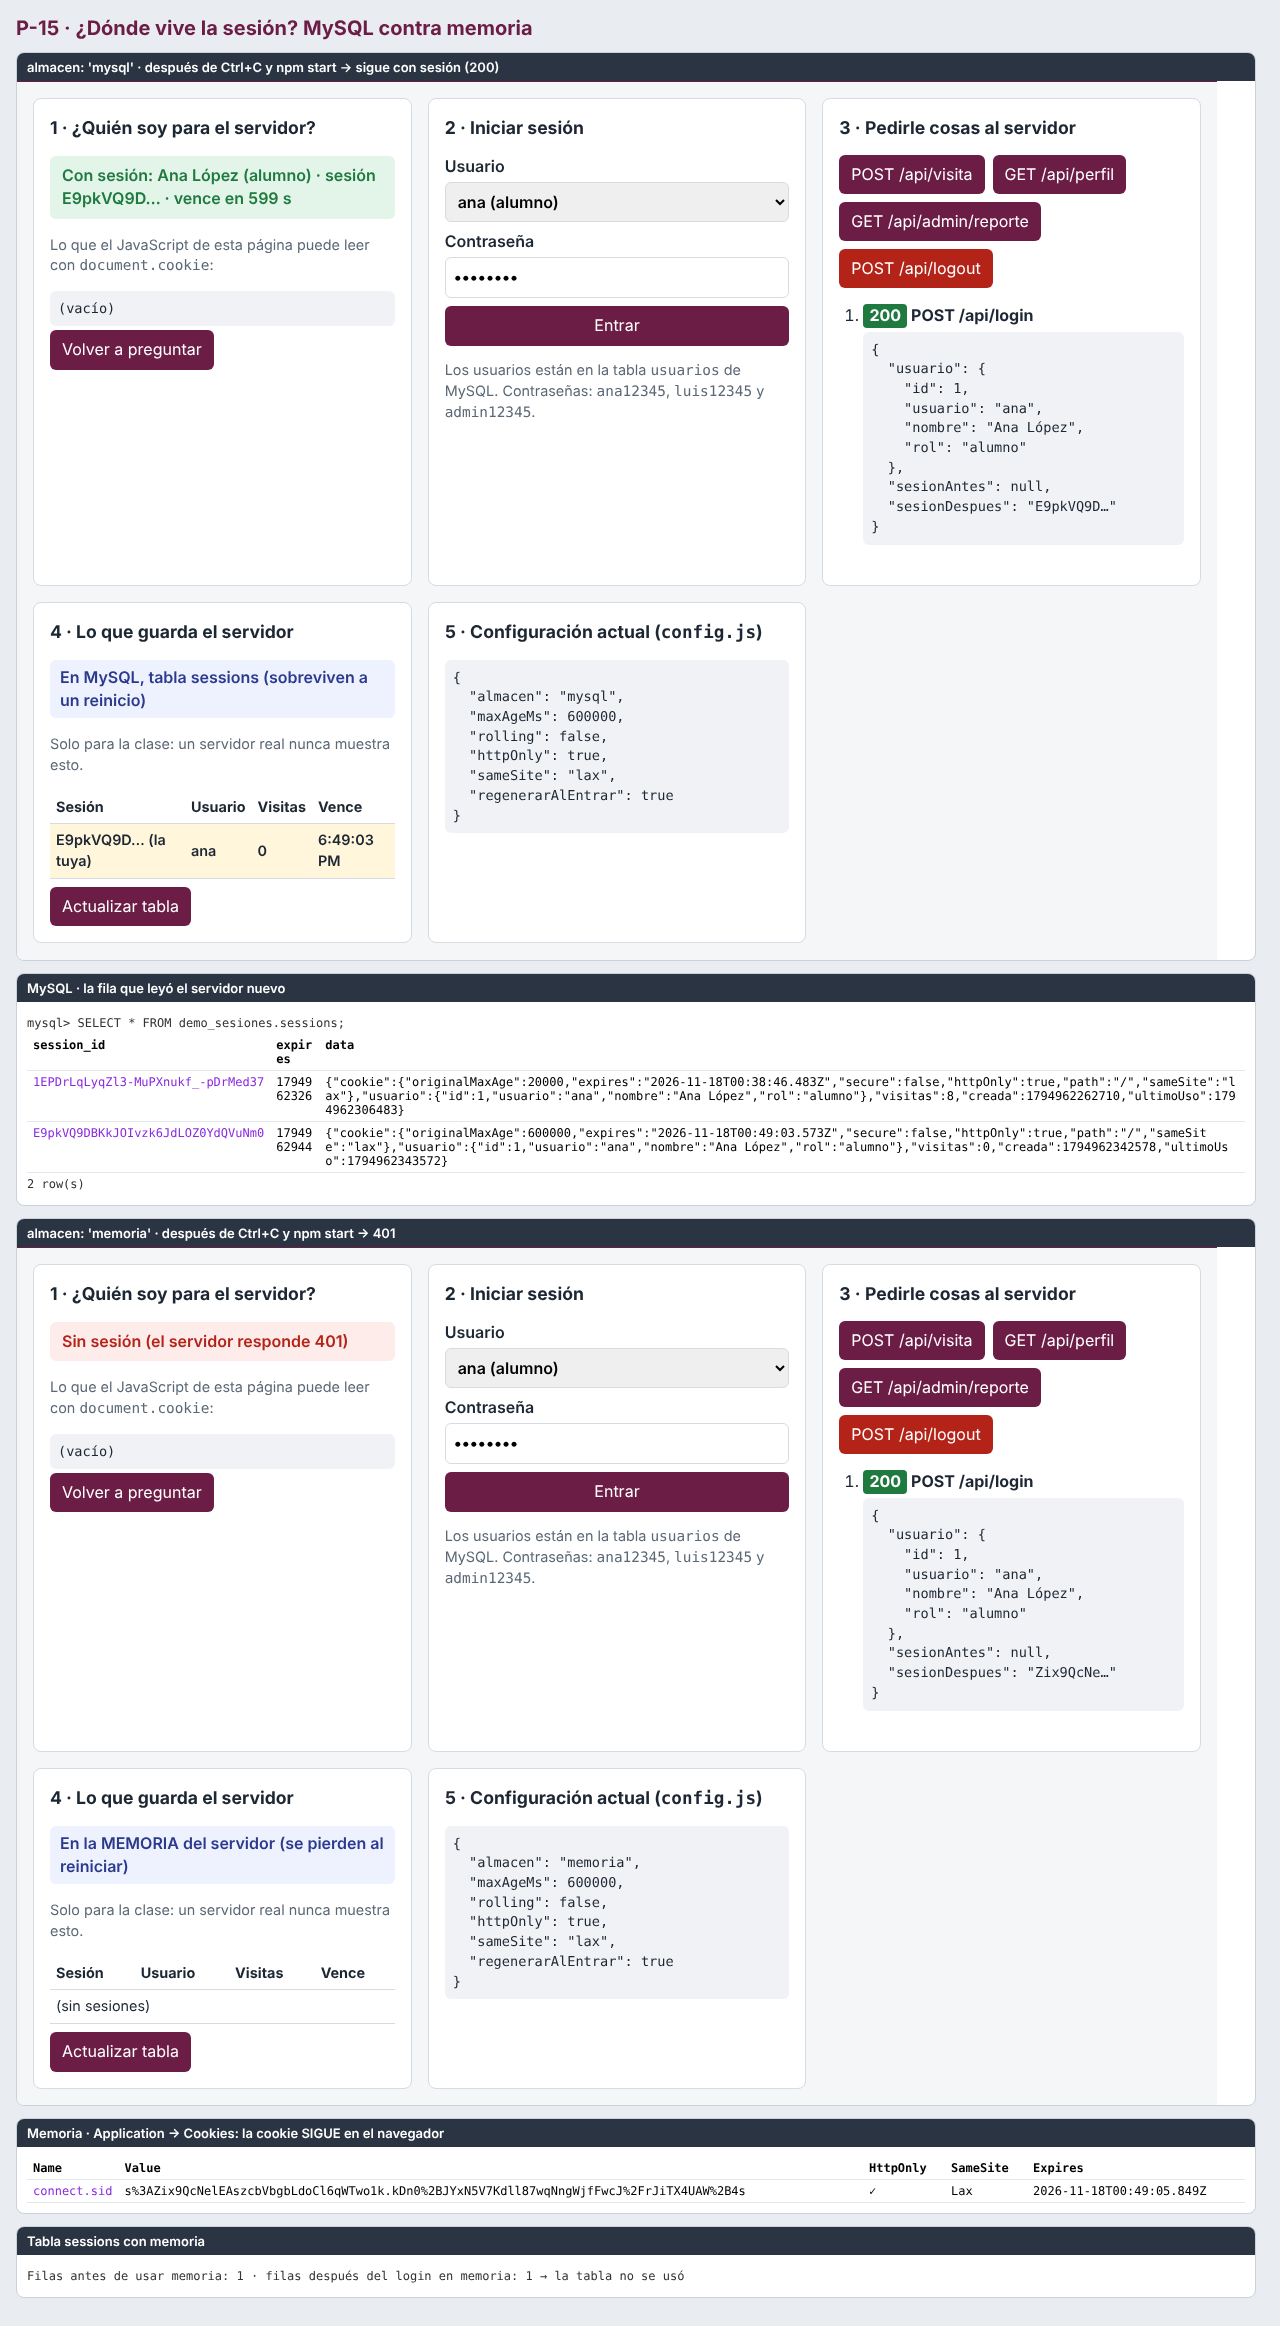 P-15 · ¿Dónde vive la sesión? MySQL contra memoria
almacen: 'mysql' · después de Ctrl+C y npm start → sigue con sesión (200)
1 · ¿Quién soy para el servidor?
Con sesión: Ana López (alumno) · sesión
E9pkVQ9D… · vence en 599 s
Lo que el JavaScript de esta página puede leer
con document.cookie:
(vacío)
Volver a preguntar
2 · Iniciar sesión
Usuario
ana (alumno)
Contraseña
••••••••
Entrar
Los usuarios están en la tabla usuarios de
MySQL. Contraseñas: ana12345, luis12345 y
admin12345.
3 · Pedirle cosas al servidor
POST /api/visita
GET /api/perfil
GET /api/admin/reporte
POST /api/logout
1. 200 POST /api/login
{
"usuario": {
"id": 1,
"usuario": "ana",
"nombre": "Ana López",
"rol": "alumno"
},
"sesionAntes": null,
"sesionDespues": "E9pkVQ9D…"
}
4 · Lo que guarda el servidor
En MySQL, tabla sessions (sobreviven a
un reinicio)
Solo para la clase: un servidor real nunca muestra
esto.
Sesión Usuario Visitas Vence
E9pkVQ9D… (la
tuya) ana 0 6:49:03
PM
Actualizar tabla
5 · Configuración actual (config.js)
{
"almacen": "mysql",
"maxAgeMs": 600000,
"rolling": false,
"httpOnly": true,
"sameSite": "lax",
"regenerarAlEntrar": true
}
MySQL · la fila que leyó el servidor nuevo
mysql> SELECT * FROM demo_sesiones.sessions;
session_id expir data
es
1EPDrLqLyqZl3-MuPXnukf_-pDrMed37 17949 {"cookie":{"originalMaxAge":20000,"expires":"2026-11-18T00:38:46.483Z","secure":false,"httpOnly":true,"path":"/","sameSite":"l
62326 ax"},"usuario":{"id":1,"usuario":"ana","nombre":"Ana López","rol":"alumno"},"visitas":8,"creada":1794962262710,"ultimoUso":179
4962306483}
E9pkVQ9DBKkJOIvzk6JdLOZ0YdQVuNm0 17949 {"cookie":{"originalMaxAge":600000,"expires":"2026-11-18T00:49:03.573Z","secure":false,"httpOnly":true,"path":"/","sameSit
62944 e":"lax"},"usuario":{"id":1,"usuario":"ana","nombre":"Ana López","rol":"alumno"},"visitas":0,"creada":1794962342578,"ultimoUs
o":1794962343572}
2 row(s)
almacen: 'memoria' · después de Ctrl+C y npm start → 401
1 · ¿Quién soy para el servidor?
Sin sesión (el servidor responde 401)
Lo que el JavaScript de esta página puede leer
con document.cookie:
(vacío)
Volver a preguntar
2 · Iniciar sesión
Usuario
ana (alumno)
Contraseña
••••••••
Entrar
Los usuarios están en la tabla usuarios de
MySQL. Contraseñas: ana12345, luis12345 y
admin12345.
3 · Pedirle cosas al servidor
POST /api/visita
GET /api/perfil
GET /api/admin/reporte
POST /api/logout
1. 200 POST /api/login
{
"usuario": {
"id": 1,
"usuario": "ana",
"nombre": "Ana López",
"rol": "alumno"
},
"sesionAntes": null,
"sesionDespues": "Zix9QcNe…"
}
4 · Lo que guarda el servidor
En la MEMORIA del servidor (se pierden al
reiniciar)
Solo para la clase: un servidor real nunca muestra
esto.
Sesión Usuario Visitas Vence
(sin sesiones)
Actualizar tabla
5 · Configuración actual (config.js)
{
"almacen": "memoria",
"maxAgeMs": 600000,
"rolling": false,
"httpOnly": true,
"sameSite": "lax",
"regenerarAlEntrar": true
}
Memoria · Application → Cookies: la cookie SIGUE en el navegador
Name Value HttpOnly SameSite Expires
connect.sid s%3AZix9QcNelEAszcbVbgbLdoCl6qWTwo1k.kDn0%2BJYxN5V7Kdll87wqNngWjfFwcJ%2FrJiTX4UAW%2B4s ✓ Lax 2026-11-18T00:49:05.849Z
Tabla sessions con memoria
Filas antes de usar memoria: 1 · filas después del login en memoria: 1 → la tabla no se usó